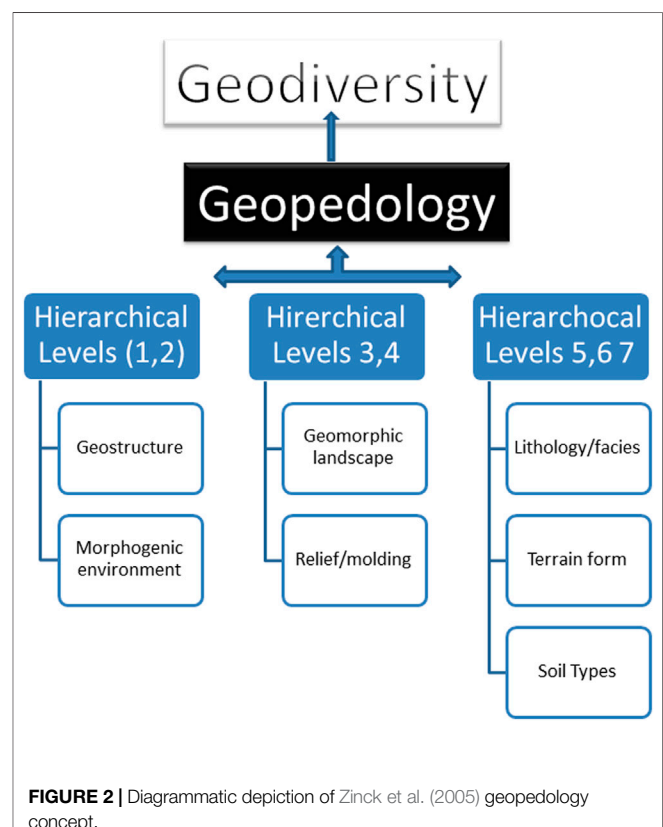 Geodiversity
Geopedology
Hierarchical
Levels (1,2)
Geostructure
Morphogenic
environment
Hirerchical
Levels 3,4
Geomorphic
landscape
Relief/molding
Hierarchocal
Levels 5,6 7
Lithology/facies
Terrain form
Soil Types
FIGURE 2 | Diagrammatic depiction of Zinck et al. (2005) geopedology
concept.